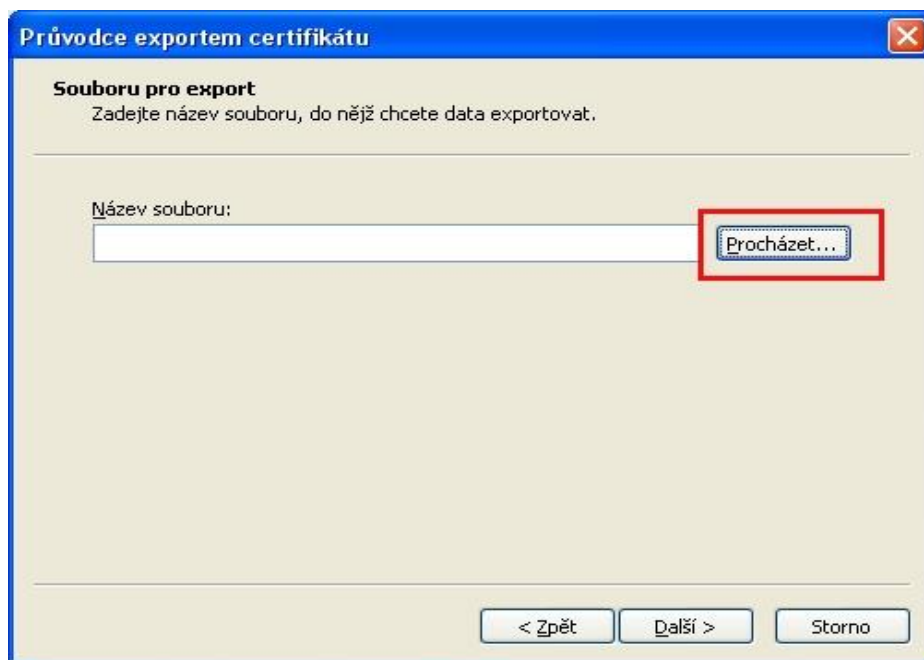 Průvodce exportem certifikátu
Souboru pro export
Zadejte název souboru, do nějž chcete data exportovat.
Název souboru:
Procházet...
< Zpět
Další >
Storno